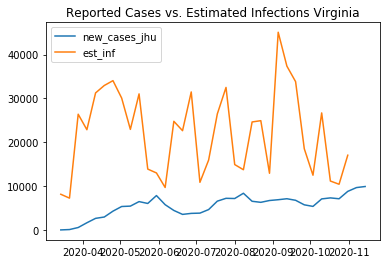 Reported Cases vs. Estimated Infections Virginia
new_cases_jhu
est_inf
40000
30000
20000
10000
0
2020-04 2020-05 2020-06 2020-07 2020-08 2020-09 2020-10 2020-11